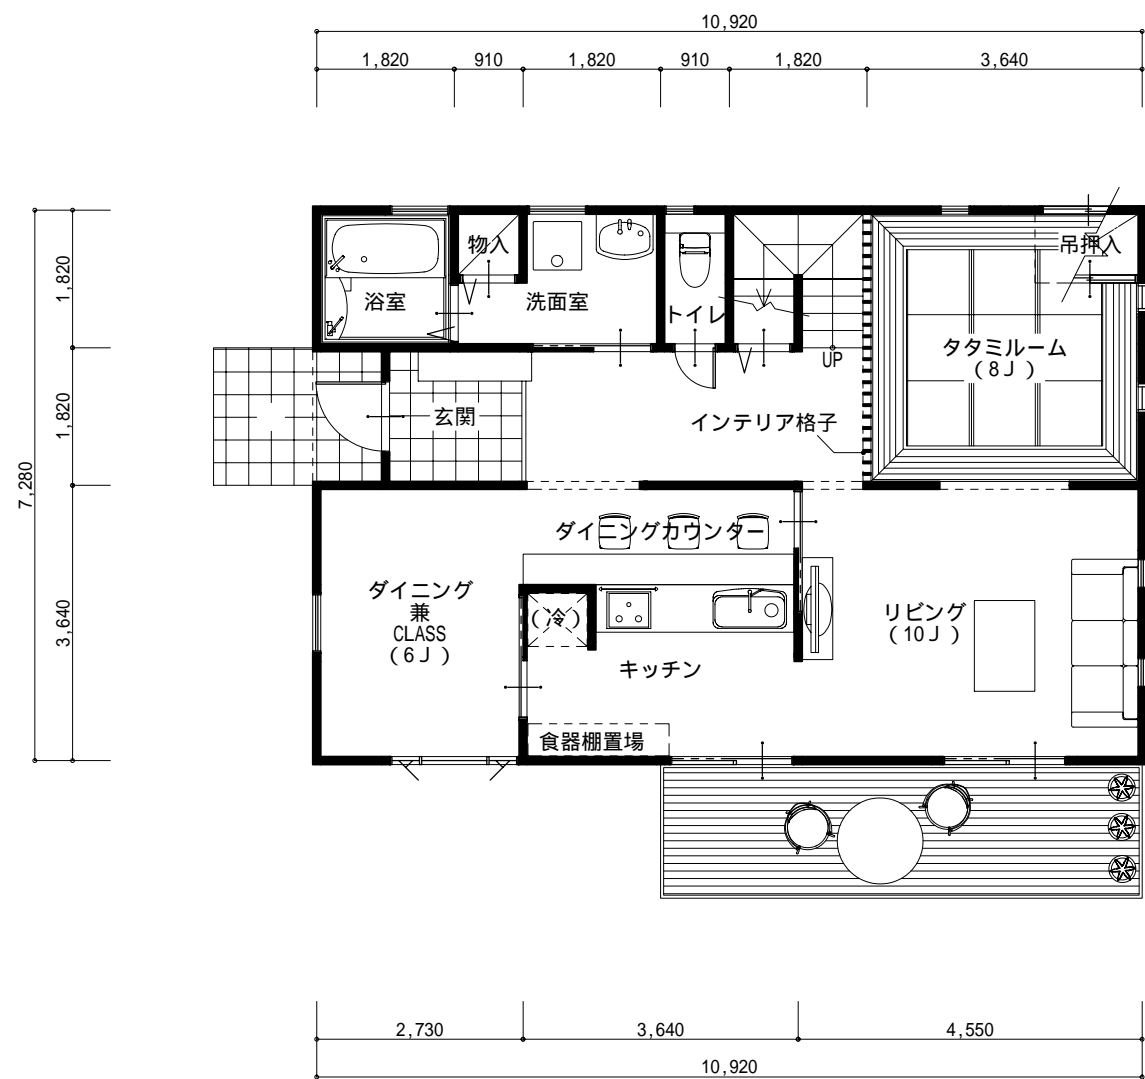 10,920
1,820
910
1,820
910
1,820
3,640
7,280
1,820
1,820
3,640
物入
吊押入
浴室
洗面室
トイレ
タタミルーム
(8J)
UP
玄関
インテリア格子
ダイニングカウンター
ダイニング
兼
CLASS
(6J)
(冷)
リビング
(10J)
キッチン
食器棚置場
2,730
3,640
4,550
10,920